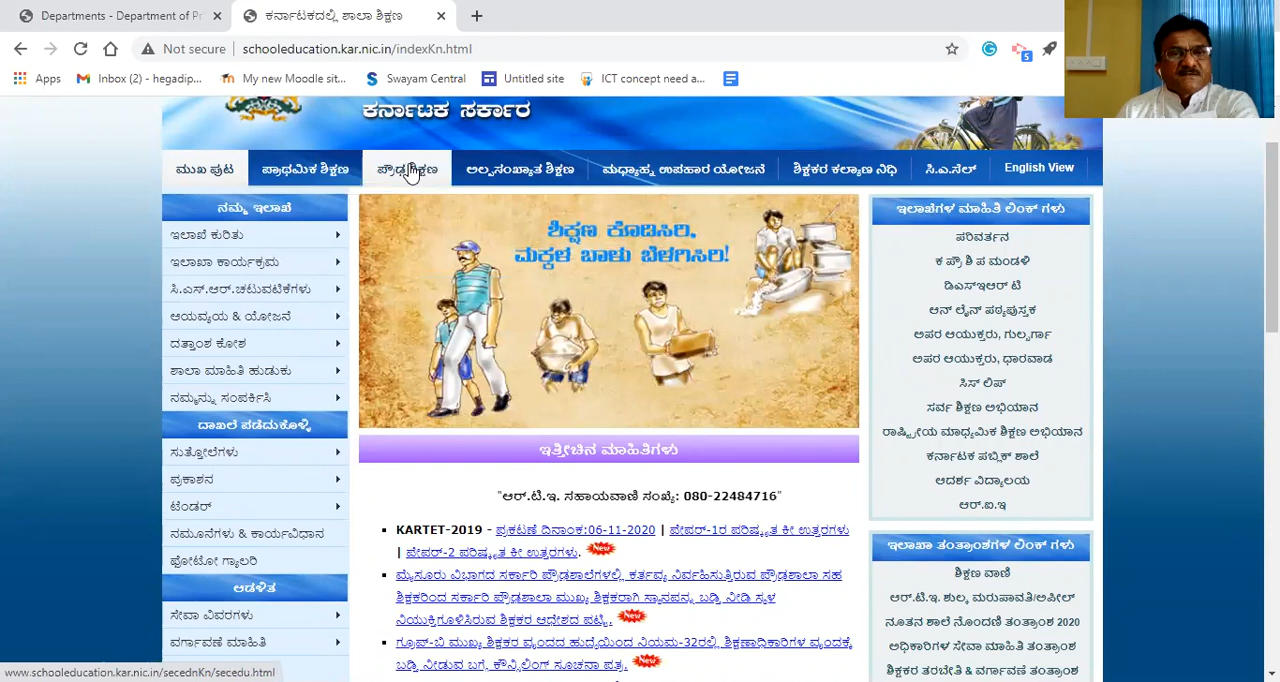 Departments - Department of Pr
ಕರ್ನಾಟಕದಲ್ಲಿ ಶಾಲಾ ಶಿಕ್ಷಣ
Not secure
schooleducation.kar.nic.in/indexKn.html
5
Apps
Inbox (2) - hegadip...
My new Moodle sit...
Swayam Central
Untitled site
ICT concept need a...
ಕರ್ನಾಟಕ ಸರ್ಕಾರ
ಮುಖ ಪುಟ
ಪ್ರಾಥಮಿಕ ಶಿಕ್ಷಣ
ಪ್ರೌಢಶಿಕ್ಷಣ
ಅಲ್ಪಸಂಖ್ಯಾತ ಶಿಕ್ಷಣ
ಮಧ್ಯಾಹ್ನ ಉಪಹಾರ ಯೋಜನೆ
ಶಿಕ್ಷಕರ ಕಲ್ಯಾಣ ನಿಧಿ
ಸಿ.ಎ.ಸೆಲ್
English View
ನಮ್ಮ ಇಲಾಖೆ
ಇಲಾಖೆ ಕುರಿತು
ಇಲಾಖಾ ಕಾರ್ಯಕ್ರಮ
ಸಿ.ಎಸ್.ಆರ್.ಚಟುವಟಿಕೆಗಳು
ಆಯವ್ಯಯ & ಯೋಜನೆ
ದತ್ತಾಂಶ ಕೋಶ
ಶಾಲಾ ಮಾಹಿತಿ ಹುಡುಕು
ನಮ್ಮನ್ನು ಸಂಪರ್ಕಿಸಿ
ದಾಖಲೆ ಪಡೆದುಕೊಳ್ಳಿ
ಸುತ್ತೋಲೆಗಳು
ಪ್ರಕಾಶನ
ಟೆಂಡರ್
ನಮೂನೆಗಳು & ಕಾರ್ಯವಿಧಾನ
ಫೋಟೋ ಗ್ಯಾಲರಿ
ಆಡಳಿತ
ಸೇವಾ ವಿವರಗಳು
ವರ್ಗಾವಣೆ ಮಾಹಿತಿ
ಶಿಕ್ಷಣ ಕೊಡಿಸಿರಿ,
ಮಕ್ಕಳ ಬಾಳು ಬೆಳಗಿಸಿರಿ!
ಇತ್ತೀಚಿನ ಮಾಹಿತಿಗಳು
"ಆರ್.ಟಿ.ಇ. ಸಹಾಯವಾಣಿ ಸಂಖ್ಯೆ: 080-22484716"
KARTET-2019 - ಪ್ರಕಟಣೆ ದಿನಾಂಕ:06-11-2020 | ಪೇಪರ್-1ರ ಪರಿಷ್ಕೃತ ಕೀ ಉತ್ತರಗಳು
| ಪೇಪರ್-2 ಪರಿಷ್ಕೃತ ಕೀ ಉತ್ತರಗಳು. New
ಮೈಸೂರು ವಿಭಾಗದ ಸರ್ಕಾರಿ ಪ್ರೌಢಶಾಲೆಗಳಲ್ಲಿ ಕರ್ತವ್ಯ ನಿರ್ವಹಿಸುತ್ತಿರುವ ಪ್ರೌಢಶಾಲಾ ಸಹ
ಶಿಕ್ಷಕರಿಂದ ಸರ್ಕಾರಿ ಪ್ರೌಢಶಾಲಾ ಮುಖ್ಯ ಶಿಕ್ಷಕರಾಗಿ ಸ್ಥಾನಪನ್ನ ಬಡ್ತಿ ನೀಡಿ ಸ್ಥಳ
ನಿಯುಕ್ತಿಗೊಳಿಸಿರುವ ಶಿಕ್ಷಕರ ಆದೇಶದ ಪಟ್ಟಿ. New
ಗ್ರೂಪ್-ಬಿ ಮುಖ್ಯ ಶಿಕ್ಷಕರ ವೃಂದದ ಹುದ್ದೆಯಿಂದ ನಿಯಮ-32ರಲ್ಲಿ ಶಿಕ್ಷಣಾಧಿಕಾರಿಗಳ ವೃಂದಕ್ಕೆ
ಬಡ್ತಿ ನೀಡುವ ಬಗ್ಗೆ ಕೌನ್ಸಿಲಿಂಗ್ ಸೂಚನಾ ಪತ್ರ. New
ಇಲಾಖೆಗಳ ಮಾಹಿತಿ ಲಿಂಕ್ ಗಳು
ಪರಿವರ್ತನ
ಕ ಪ್ರೌ ಶಿ ಪ ಮಂಡಳಿ
ಡಿಎಸ್ಇಆರ್ ಟಿ
ಆನ್ ಲೈನ್ ಪಠ್ಯಪುಸ್ತಕ
ಅಪರ ಆಯುಕ್ತರು, ಗುಲ್ಬರ್ಗಾ
ಅಪರ ಆಯುಕ್ತರು, ಧಾರವಾಡ
ಸಿಸ್ ಲಿಪ್
ಸರ್ವ ಶಿಕ್ಷಣ ಅಭಿಯಾನ
ರಾಷ್ಟ್ರೀಯ ಮಾಧ್ಯಮಿಕ ಶಿಕ್ಷಣ ಅಭಿಯಾನ
ಕರ್ನಾಟಕ ಪಬ್ಲಿಕ್ ಶಾಲೆ
ಆದರ್ಶ ವಿದ್ಯಾಲಯ
ಆರ್.ಐ.ಇ
ಇಲಾಖಾ ತಂತ್ರಾಂಶಗಳ ಲಿಂಕ್ ಗಳು
ಶಿಕ್ಷಣ ವಾಣಿ
ಆರ್.ಟಿ.ಇ. ಶುಲ್ಕ ಮರುಪಾವತಿ/ಅಪೀಲ್
ನೂತನ ಶಾಲೆ ನೊಂದಣಿ ತಂತ್ರಾಂಶ 2020
ಅಧಿಕಾರಿಗಳ ಸೇವಾ ಮಾಹಿತಿ ತಂತ್ರಾಂಶ
ಶಿಕ್ಷಕರ ತರಬೇತಿ & ವರ್ಗಾವಣೆ ತಂತ್ರಾಂಶ
www.schooleducation.kar.nic.in/secednKn/secedu.html